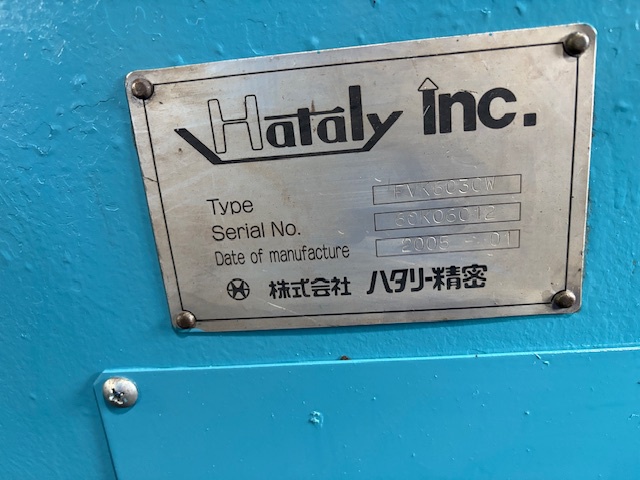 Hataly inc.
Type FVK5030W
Serial No.
Date of manufacture 2005 - 01
株式会社 ハタリー精密